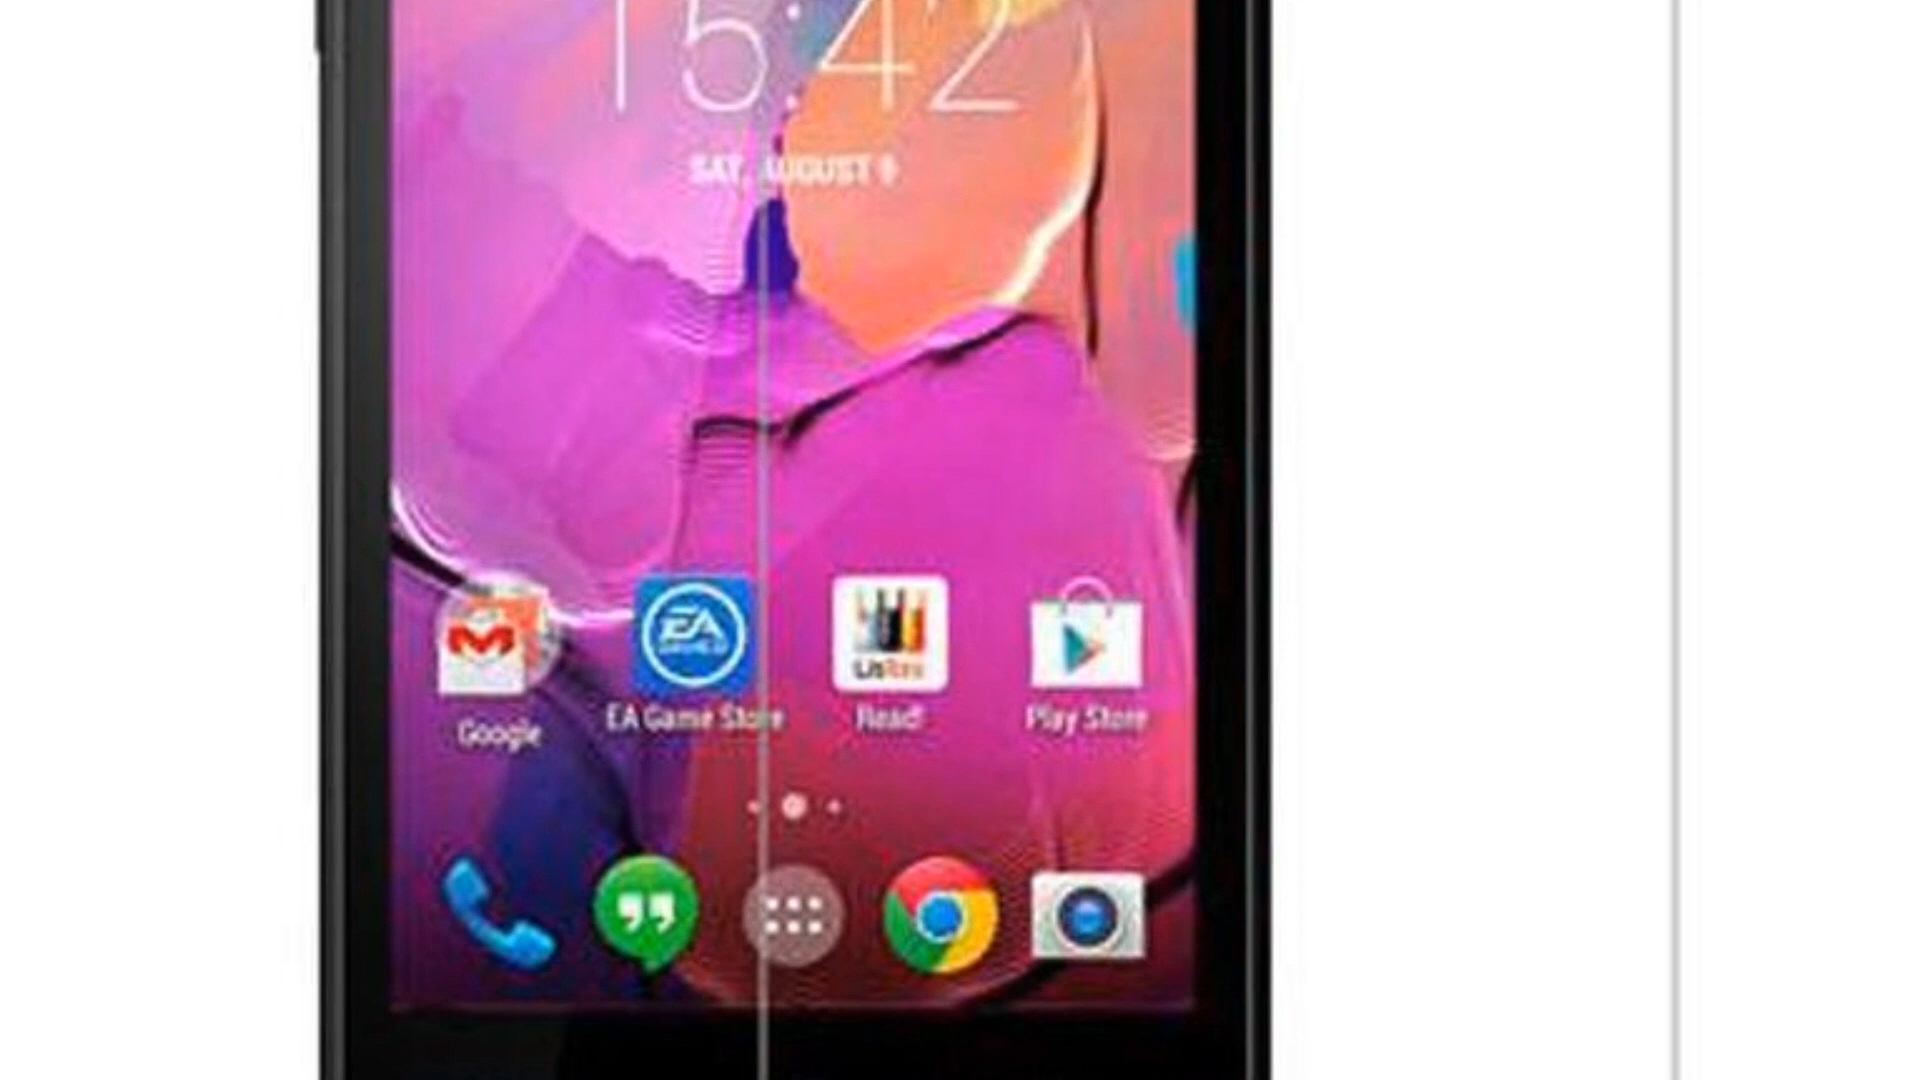 15:42
SAT, AUGUST 9
EA
Google
EA Game Store
Read!
Play Store